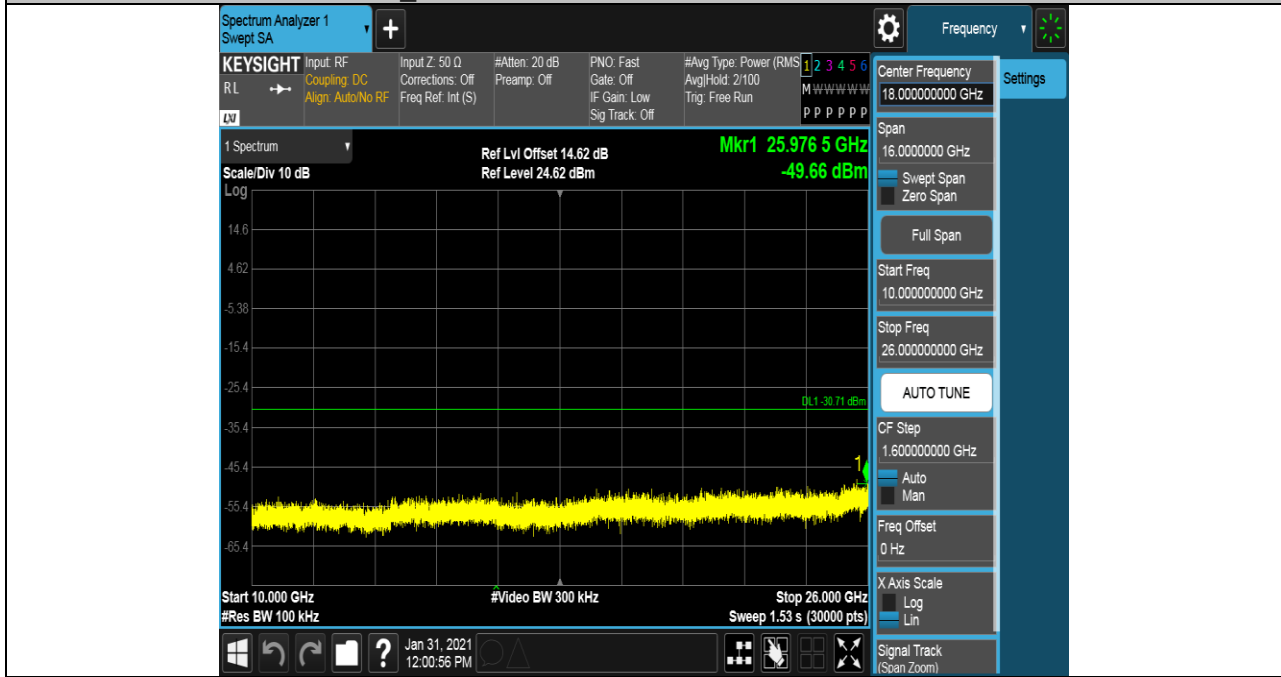 Spectrum Analyzer 1
Swept SA
+
Frequency
KEYSIGHT
RL
LXI
Input: RF
Coupling: DC
Align: Auto/No RF
Input Z: 50 Ω
Corrections: Off
Freq Ref: Int (S)
#Atten: 20 dB
Preamp: Off
PNO: Fast
Gate: Off
IF Gain: Low
Sig Track: Off
#Avg Type: Power (RMS
Avg|Hold: 2/100
Trig: Free Run
1 2 3 4 5 6
M W W W W W
P P P P P P
1 Spectrum
Scale/Div 10 dB
Log
Ref Lvl Offset 14.62 dB
Ref Level 24.62 dBm
Mkr1 25.976 5 GHz
-49.66 dBm
14.6
4.62
-5.38
-15.4
-25.4
DL1 -30.71 dBm
-35.4
-45.4
1
-55.4
-65.4
Start 10.000 GHz
#Res BW 100 kHz
#Video BW 300 kHz
Stop 26.000 GHz
Sweep 1.53 s (30000 pts)
?
Jan 31, 2021
12:00:56 PM
Center Frequency
18.000000000 GHz
Span
16.0000000 GHz
Swept Span
Zero Span
Full Span
Start Freq
10.000000000 GHz
Stop Freq
26.000000000 GHz
AUTO TUNE
CF Step
1.600000000 GHz
Auto
Man
Freq Offset
0 Hz
X Axis Scale
Log
Lin
Signal Track
(Span Zoom)
Settings